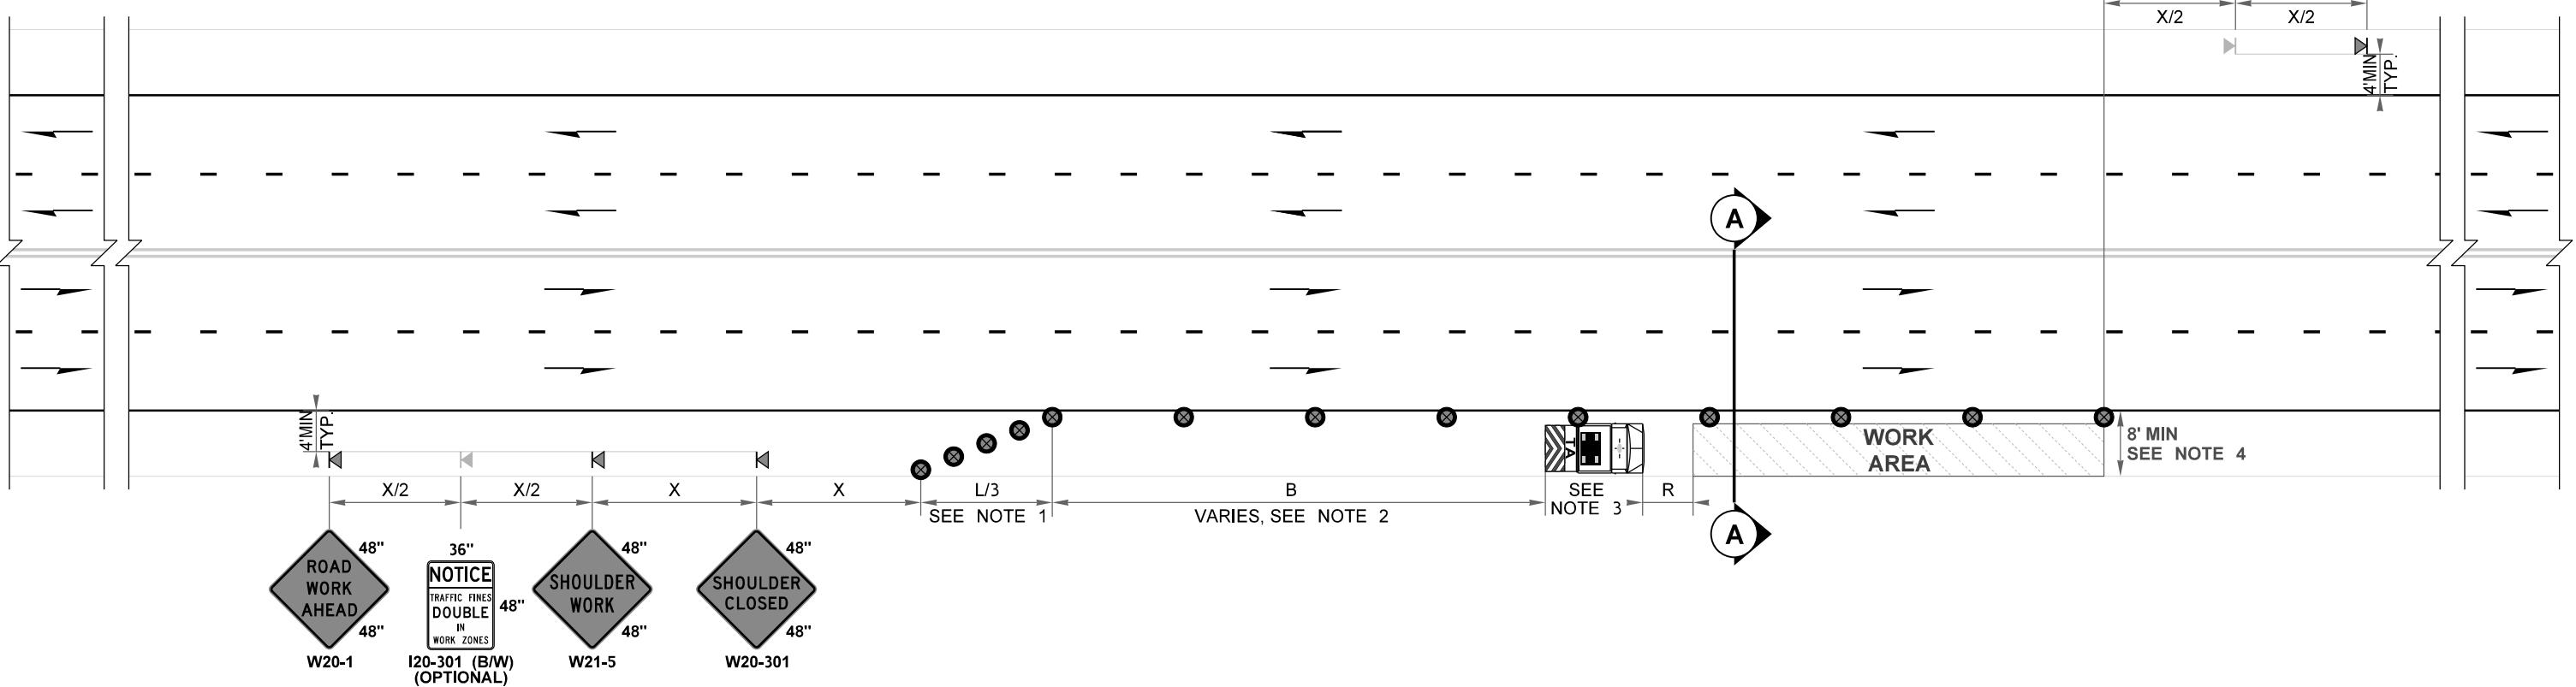 X/2 X/2
4'MIN
TYP.
A
4'MIN
TYP.
WORK
AREA
8' MIN
SEE NOTE 4
X/2 X/2 X X L/3 B SEE R
SEE NOTE 1 VARIES, SEE NOTE 2 NOTE 3
TA
A
48" 36" 48" 48"
ROAD
WORK
AHEAD
48"
W20-1
NOTICE
TRAFFIC FINES
DOUBLE
IN
WORK ZONES
48"
I20-301 (B/W)
(OPTIONAL)
SHOULDER
WORK
48"
W21-5
SHOULDER
CLOSED
48"
W20-301